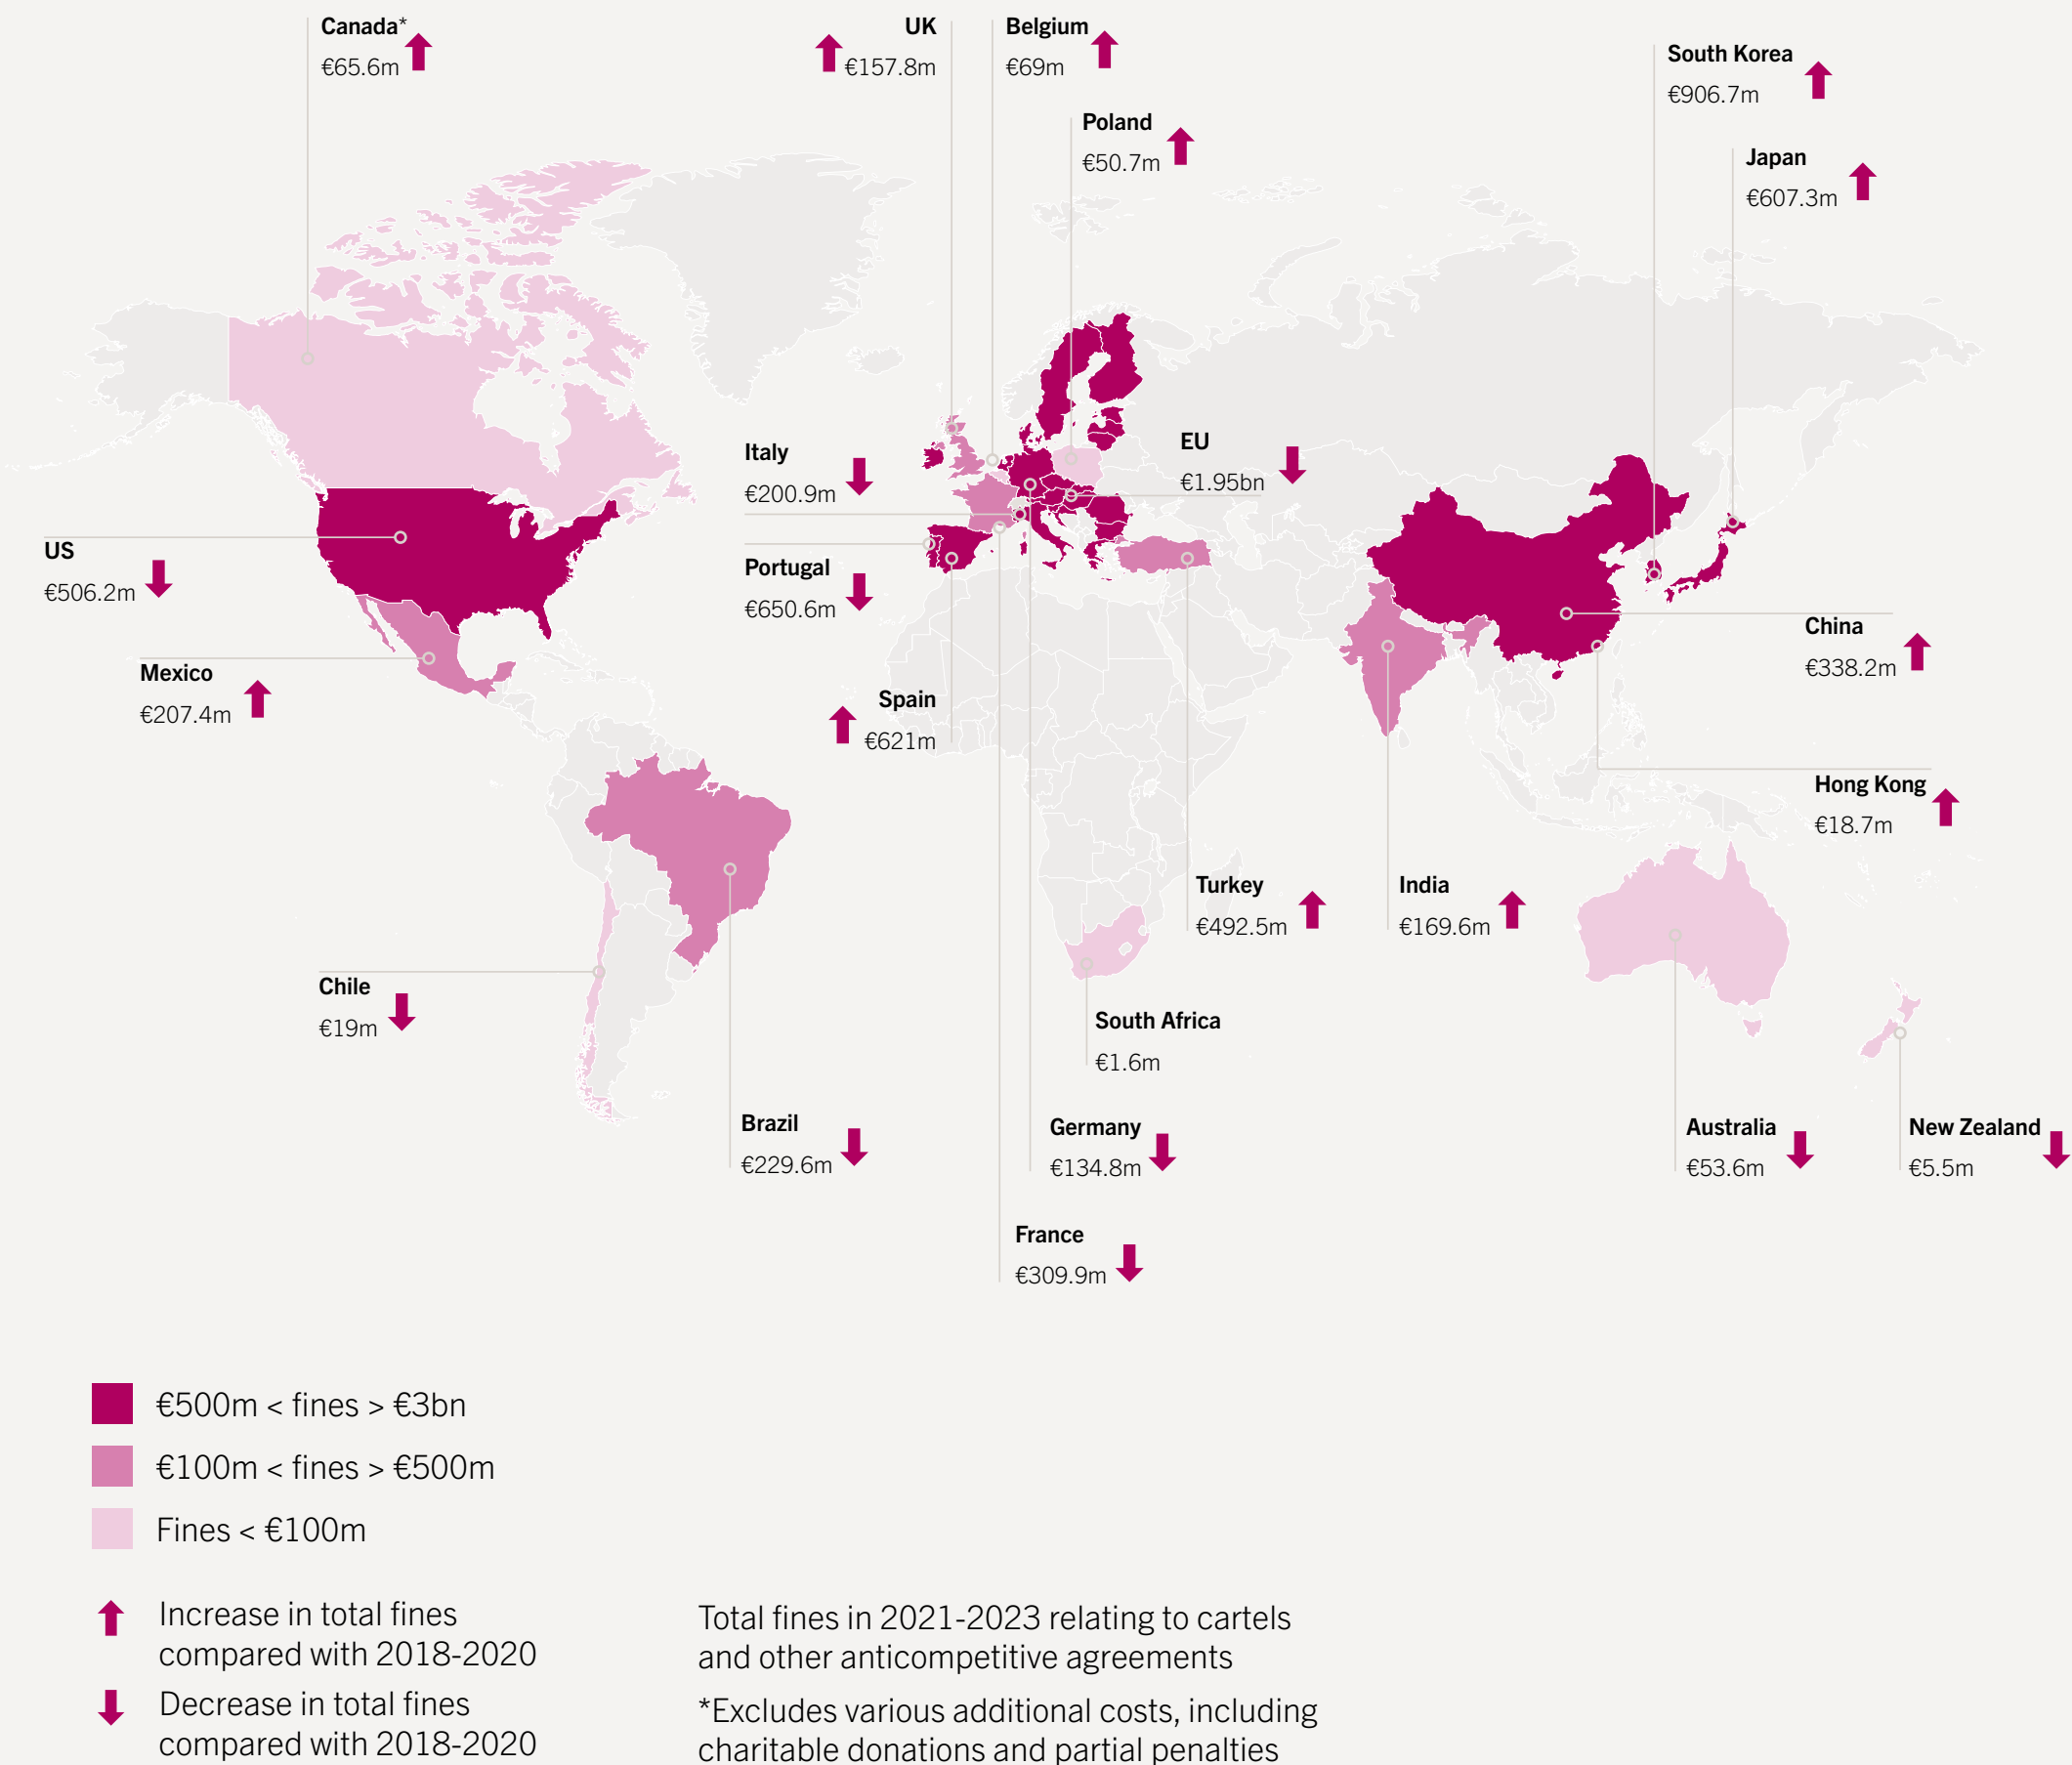 Canada*
€65.6m
UK
€157.8m
Belgium
€69m
South Korea
€906.7m
Poland
€50.7m
Japan
€607.3m
Italy
€200.9m
EU
€1.95bn
US
€506.2m
Portugal
€650.6m
China
€338.2m
Mexico
€207.4m
Spain
€621m
Hong Kong
€18.7m
Turkey
€492.5m
India
€169.6m
Chile
€19m
South Africa
€1.6m
Brazil
€229.6m
Germany
€134.8m
Australia
€53.6m
New Zealand
€5.5m
France
€309.9m
€500m < fines > €3bn
€100m < fines > €500m
Fines < €100m
Increase in total fines
compared with 2018-2020
Decrease in total fines
compared with 2018-2020
Total fines in 2021-2023 relating to cartels
and other anticompetitive agreements
*Excludes various additional costs, including
charitable donations and partial penalties